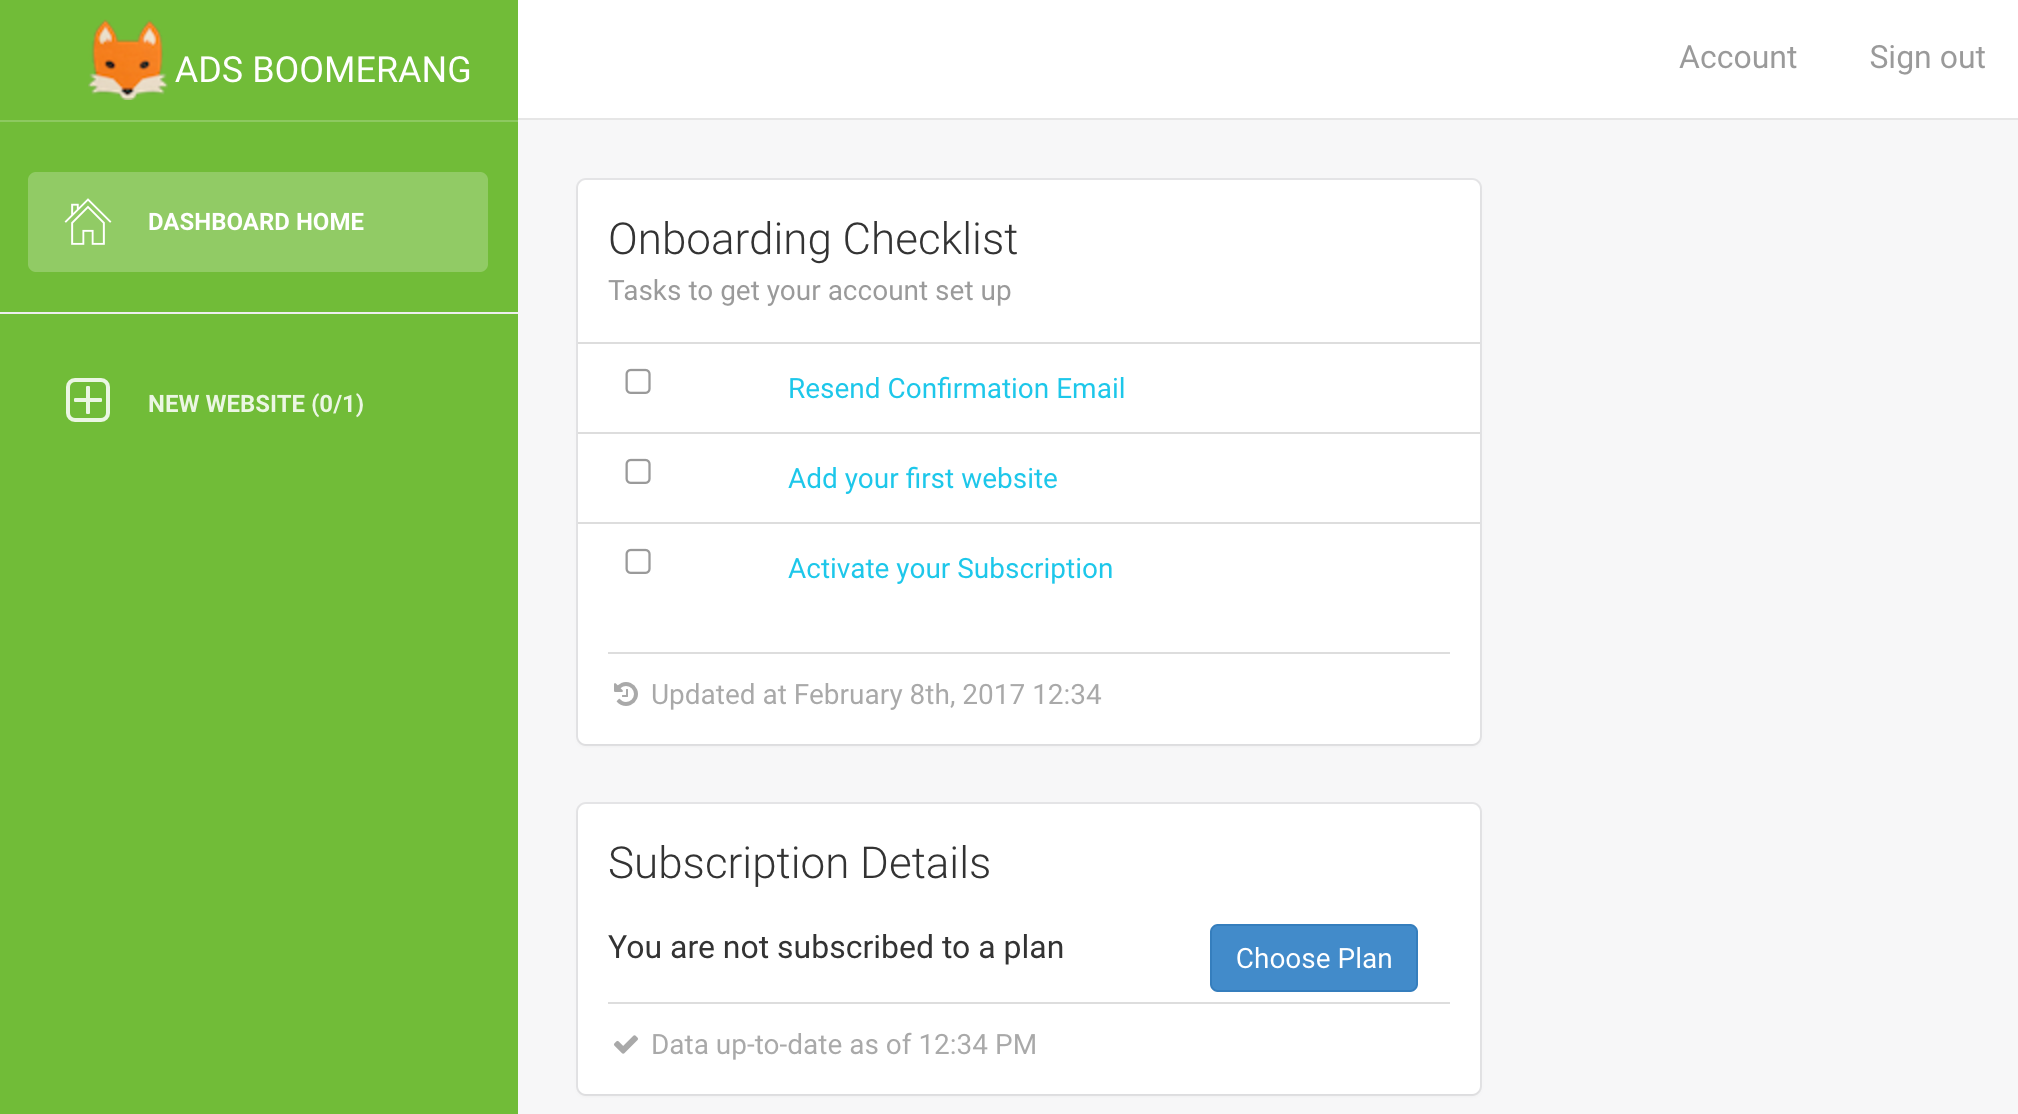 ADS BOOMERANG
Account
Sign out
DASHBOARD HOME
NEW WEBSITE (0/1)
Onboarding Checklist
Tasks to get your account set up
Resend Confirmation Email
Add your first website
Activate your Subscription
Updated at February 8th, 2017 12:34
Subscription Details
You are not subscribed to a plan
Choose Plan
Data up-to-date as of 12:34 PM